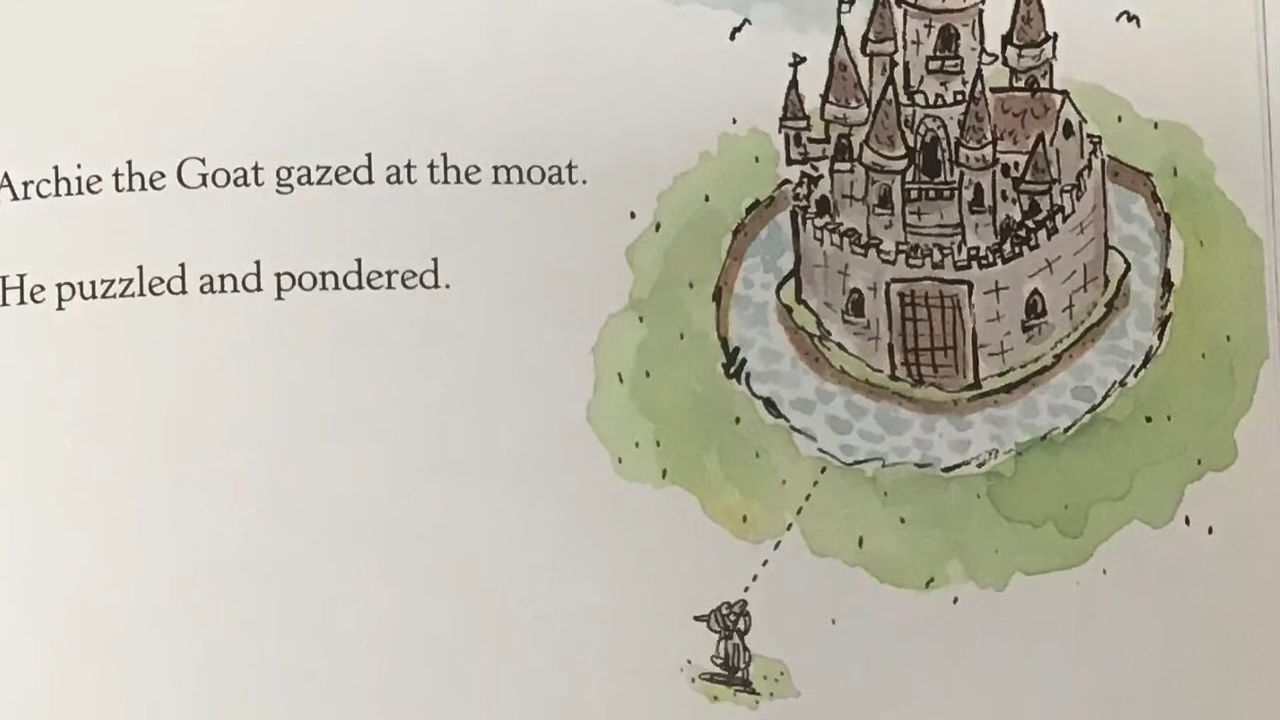 Archie the Goat gazed at the moat.
He puzzled and pondered.